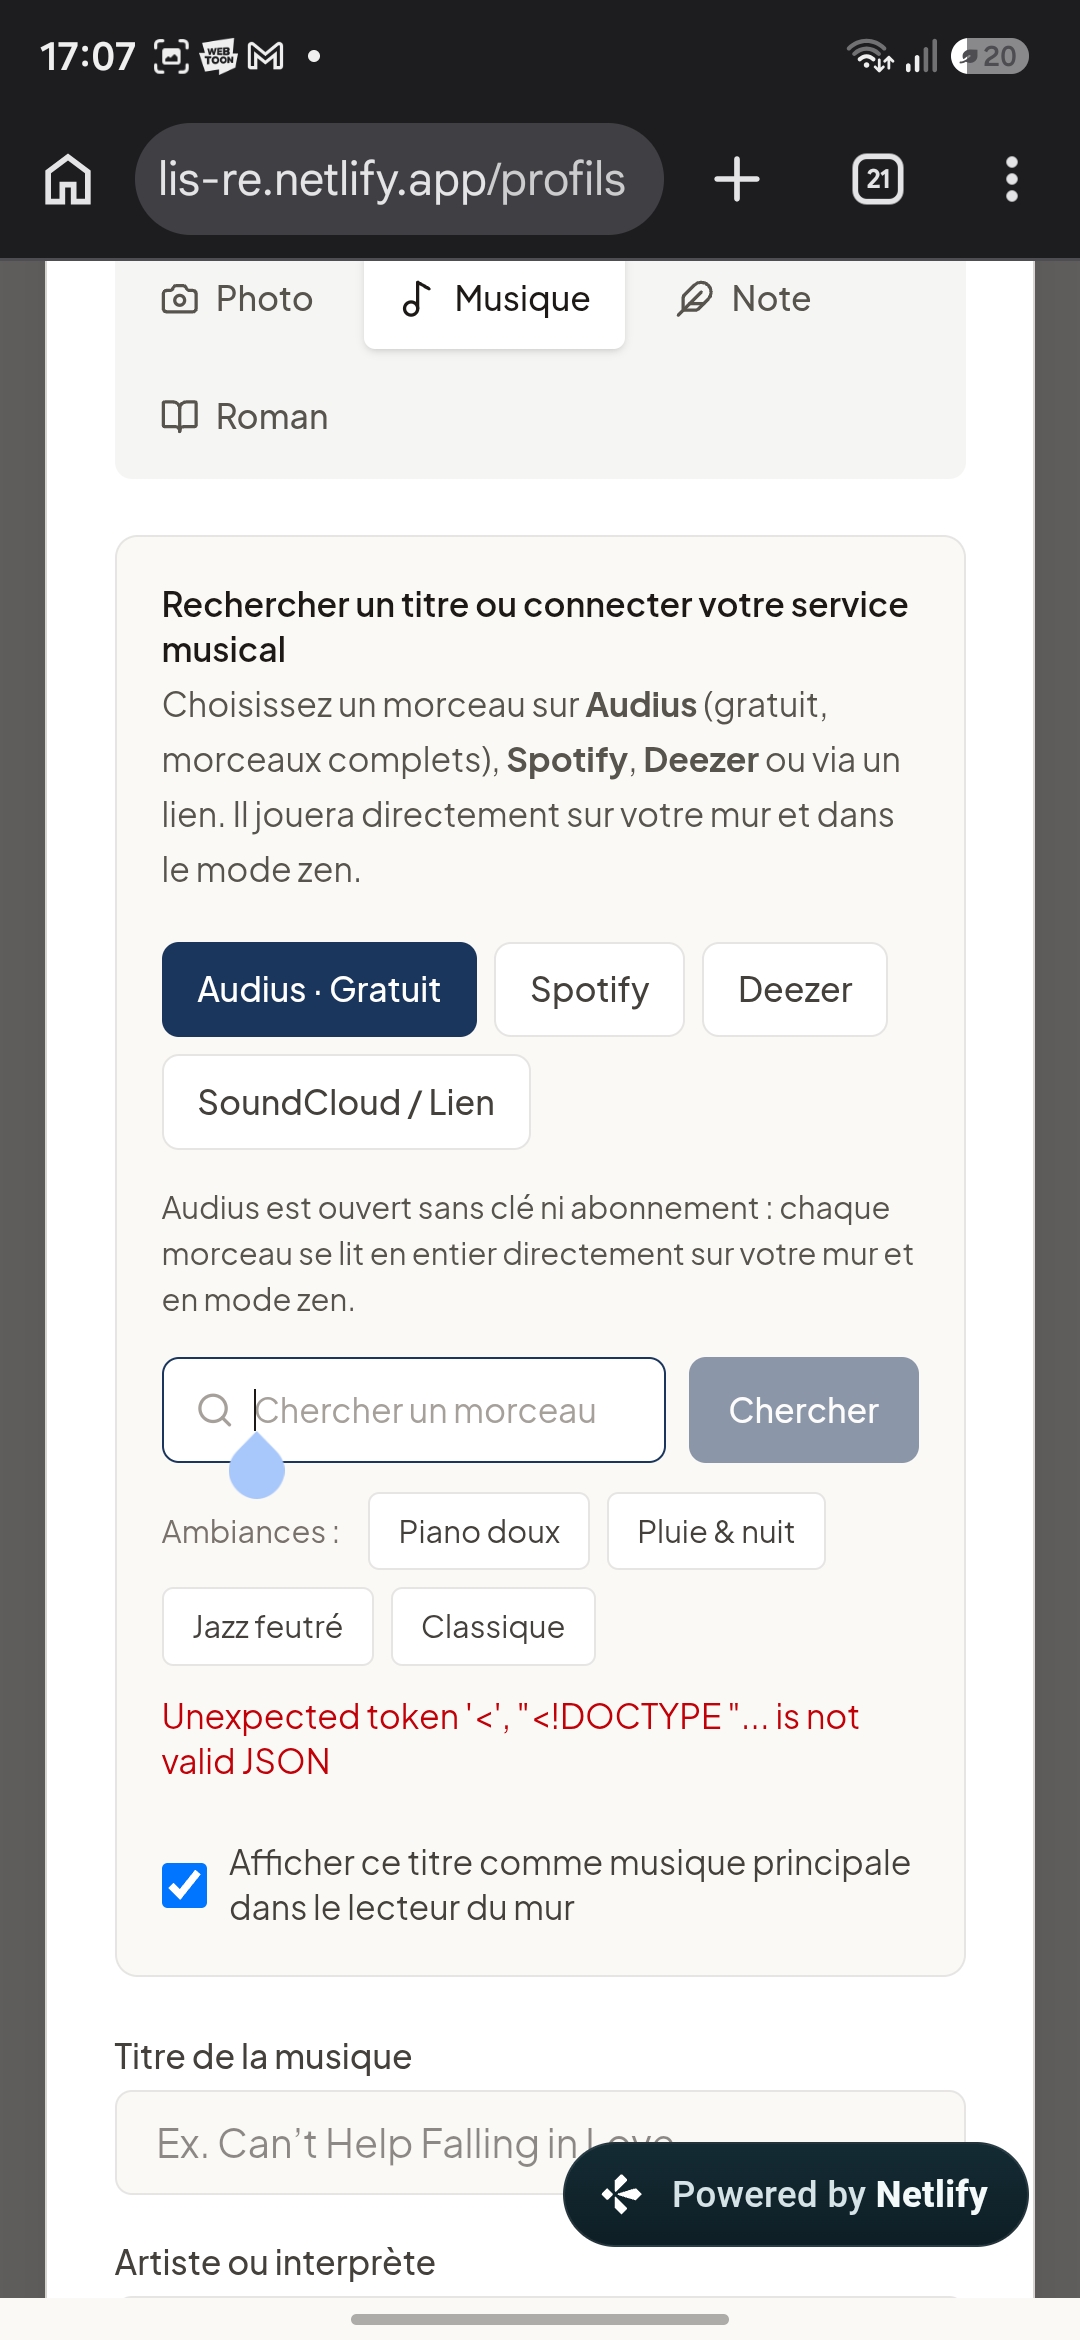 17:07
WEB
TOON
20
lis-re.netlify.app/profils
21
Photo
Musique
Note
Roman
Rechercher un titre ou connecter votre service
musical
Choisissez un morceau sur Audius (gratuit,
morceaux complets), Spotify, Deezer ou via un
lien. Il jouera directement sur votre mur et dans
le mode zen.
Audius · Gratuit
Spotify
Deezer
SoundCloud / Lien
Audius est ouvert sans clé ni abonnement : chaque
morceau se lit en entier directement sur votre mur et
en mode zen.
Chercher un morceau
Chercher
Ambiances :
Piano doux
Pluie & nuit
Jazz feutré
Classique
Unexpected token '<', "<!DOCTYPE "... is not
valid JSON
Afficher ce titre comme musique principale
dans le lecteur du mur
Titre de la musique
Ex. Can’t Help Falling in Love
Powered by Netlify
Artiste ou interprète